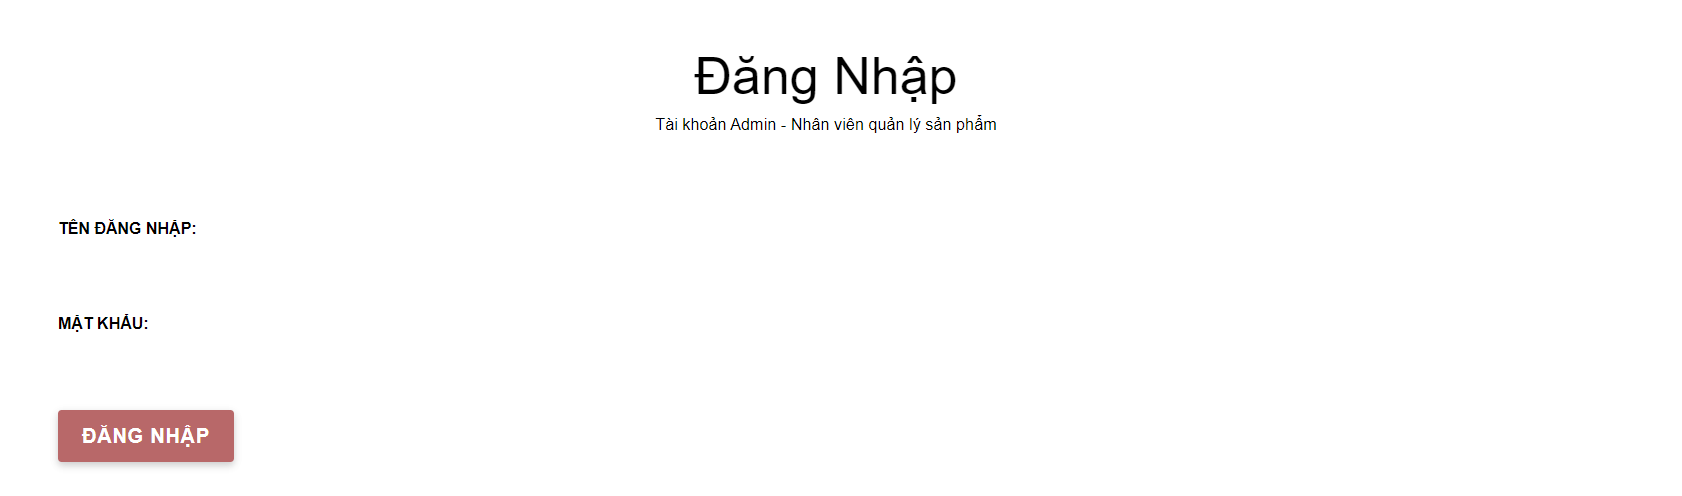 Đăng Nhập
Tài khoản Admin - Nhân viên quản lý sản phẩm
TÊN ĐĂNG NHẬP:
MẬT KHẨU:
ĐĂNG NHẬP